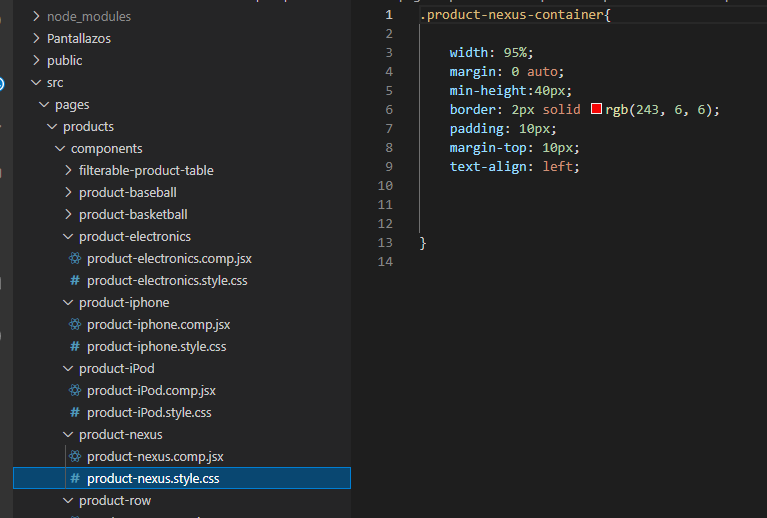 node_modules
Pantallazos
public
src
pages
products
components
filterable-product-table
product-baseball
product-basketball
product-electronics
product-electronics.comp.jsx
# product-electronics.style.css
product-iphone
product-iphone.comp.jsx
# product-iphone.style.css
product-iPod
product-iPod.comp.jsx
# product-iPod.style.css
product-nexus
product-nexus.comp.jsx
# product-nexus.style.css
product-row
1 .product-nexus-container{
2
3 width: 95%;
4 margin: 0 auto;
5 min-height:40px;
6 border: 2px solid rgb(243, 6, 6);
7 padding: 10px;
8 margin-top: 10px;
9 text-align: left;
10
11
12
13 }
14